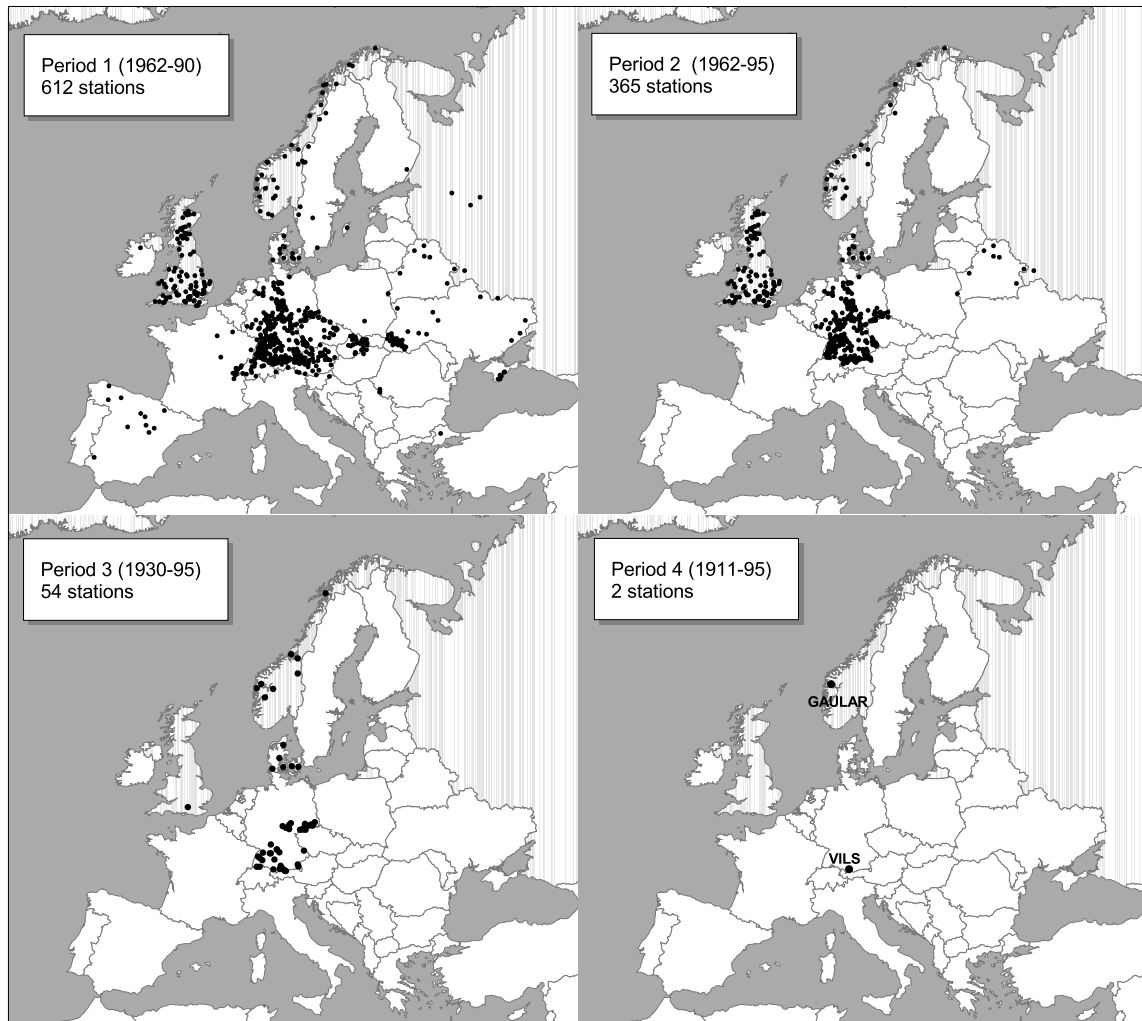 Period 1 (1962-90)
612 stations
Period 2 (1962-95)
365 stations
Period 3 (1930-95)
54 stations
Period 4 (1911-95)
2 stations
GAULAR
VILS